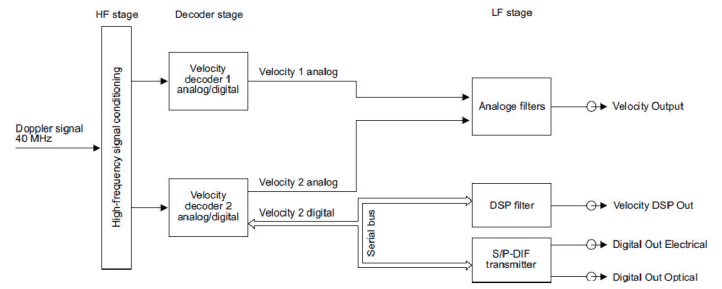 HF stage
Decoder stage
LF stage
Doppler signal
40 MHz
High-frequency signal conditioning
Velocity
decoder 1
analog/digital
Velocity 1 analog
Analoge filters
Velocity Output
Velocity
decoder 2
analog/digital
Velocity 2 analog
Velocity 2 digital
Serial bus
DSP filter
Velocity DSP Out
S/P-DIF
transmitter
Digital Out Electrical
Digital Out Optical